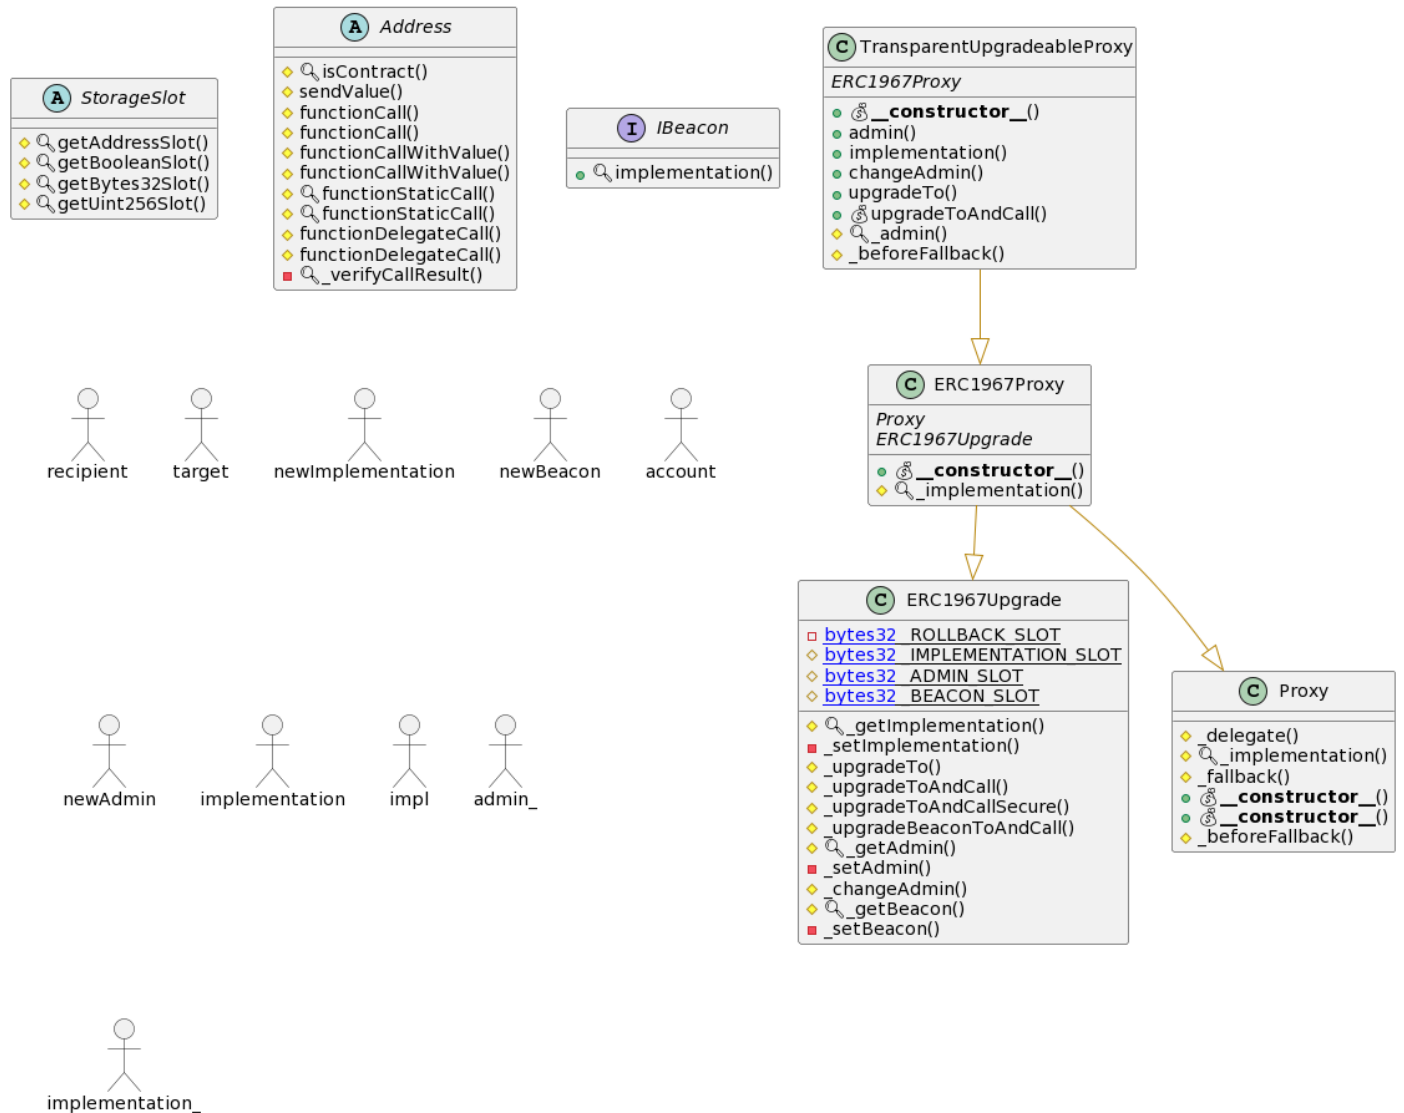 A StorageSlot
getAddressSlot()
getBooleanSlot()
getBytes32Slot()
getUint256Slot()
A Address
isContract()
sendValue()
functionCall()
functionCall()
functionCallWithValue()
functionCallWithValue()
functionStaticCall()
functionStaticCall()
functionDelegateCall()
functionDelegateCall()
_verifyCallResult()
I IBeacon
implementation()
C TransparentUpgradeableProxy
ERC1967Proxy
__constructor__()
admin()
implementation()
changeAdmin()
upgradeTo()
upgradeToAndCall()
_admin()
_beforeFallback()
recipient
target
newImplementation
newBeacon
account
C ERC1967Proxy
Proxy
ERC1967Upgrade
__constructor__()
_implementation()
C ERC1967Upgrade
bytes32 _ROLLBACK_SLOT
bytes32 _IMPLEMENTATION_SLOT
bytes32 _ADMIN_SLOT
bytes32 _BEACON_SLOT
_getImplementation()
_setImplementation()
_upgradeTo()
_upgradeToAndCall()
_upgradeToAndCallSecure()
_upgradeBeaconToAndCall()
_getAdmin()
_setAdmin()
_changeAdmin()
_getBeacon()
_setBeacon()
C Proxy
_delegate()
_implementation()
_fallback()
__constructor__()
__constructor__()
_beforeFallback()
newAdmin
implementation
impl
admin_
implementation_